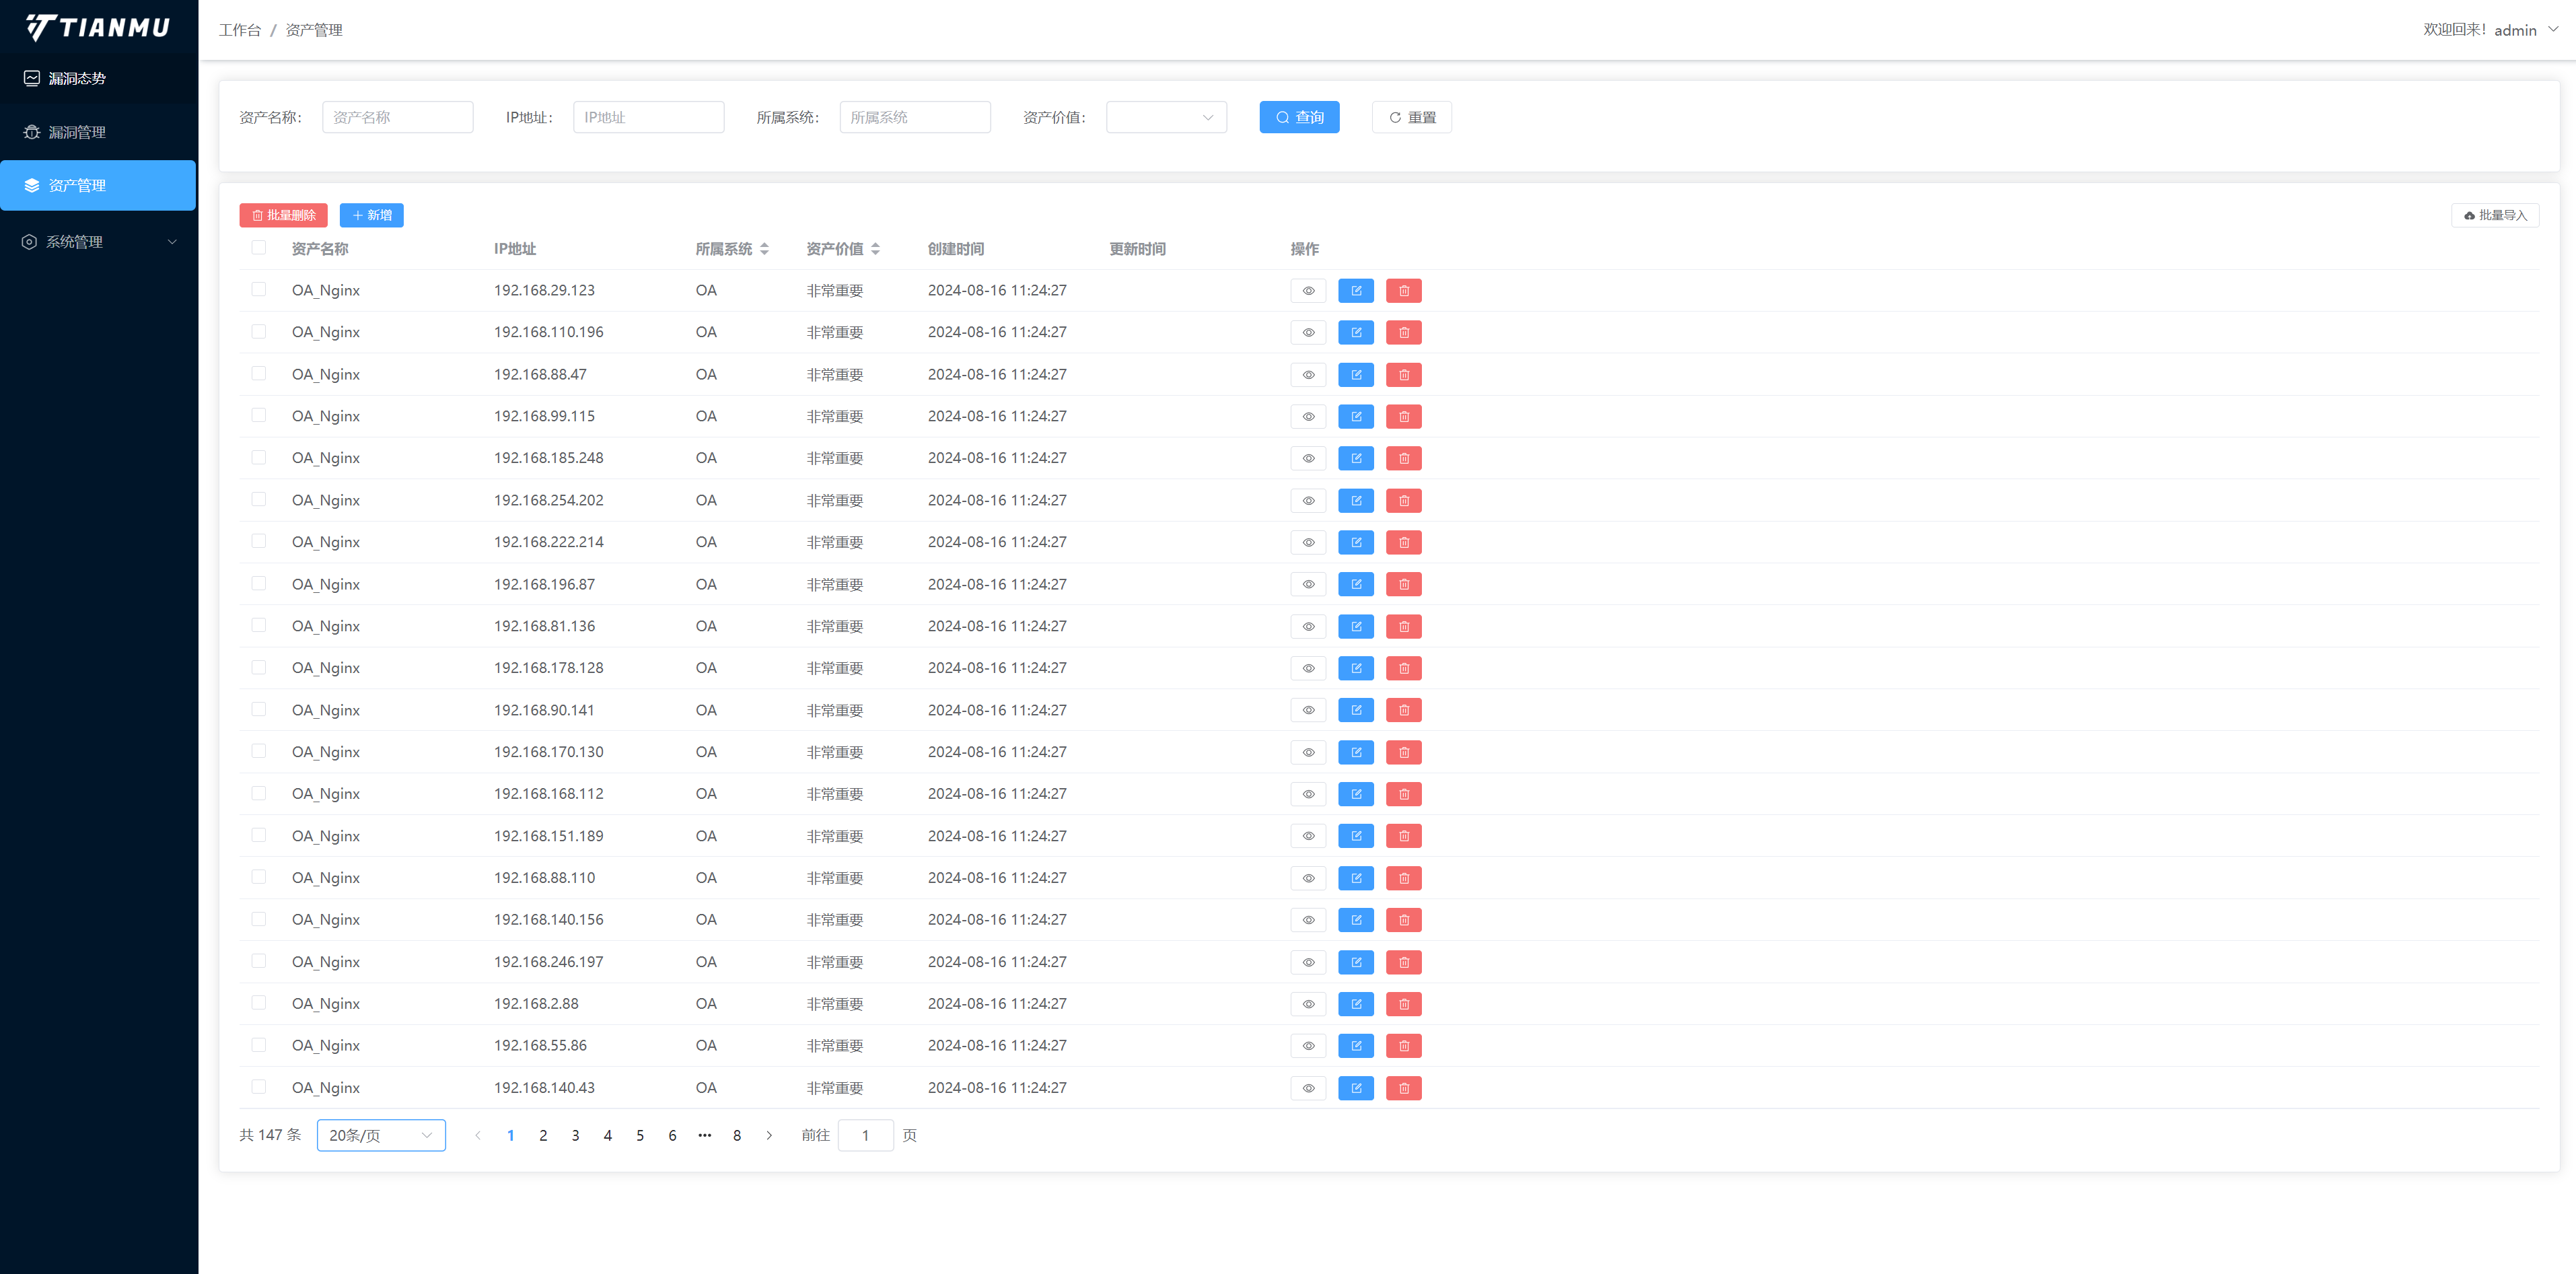 TIANMU
工作台 / 资产管理
欢迎回来! admin
漏洞态势
漏洞管理
资产管理
系统管理
资产名称: 资产名称 IP地址: IP地址 所属系统: 所属系统 资产价值: 查询 重置
批量删除 新增 批量导入
资产名称 IP地址 所属系统 资产价值 创建时间 更新时间 操作
OA_Nginx 192.168.29.123 OA 非常重要 2024-08-16 11:24:27
OA_Nginx 192.168.110.196 OA 非常重要 2024-08-16 11:24:27
OA_Nginx 192.168.88.47 OA 非常重要 2024-08-16 11:24:27
OA_Nginx 192.168.99.115 OA 非常重要 2024-08-16 11:24:27
OA_Nginx 192.168.185.248 OA 非常重要 2024-08-16 11:24:27
OA_Nginx 192.168.254.202 OA 非常重要 2024-08-16 11:24:27
OA_Nginx 192.168.222.214 OA 非常重要 2024-08-16 11:24:27
OA_Nginx 192.168.196.87 OA 非常重要 2024-08-16 11:24:27
OA_Nginx 192.168.81.136 OA 非常重要 2024-08-16 11:24:27
OA_Nginx 192.168.178.128 OA 非常重要 2024-08-16 11:24:27
OA_Nginx 192.168.90.141 OA 非常重要 2024-08-16 11:24:27
OA_Nginx 192.168.170.130 OA 非常重要 2024-08-16 11:24:27
OA_Nginx 192.168.168.112 OA 非常重要 2024-08-16 11:24:27
OA_Nginx 192.168.151.189 OA 非常重要 2024-08-16 11:24:27
OA_Nginx 192.168.88.110 OA 非常重要 2024-08-16 11:24:27
OA_Nginx 192.168.140.156 OA 非常重要 2024-08-16 11:24:27
OA_Nginx 192.168.246.197 OA 非常重要 2024-08-16 11:24:27
OA_Nginx 192.168.2.88 OA 非常重要 2024-08-16 11:24:27
OA_Nginx 192.168.55.86 OA 非常重要 2024-08-16 11:24:27
OA_Nginx 192.168.140.43 OA 非常重要 2024-08-16 11:24:27
共 147 条 20条/页 1 2 3 4 5 6 ••• 8 前往 1 页